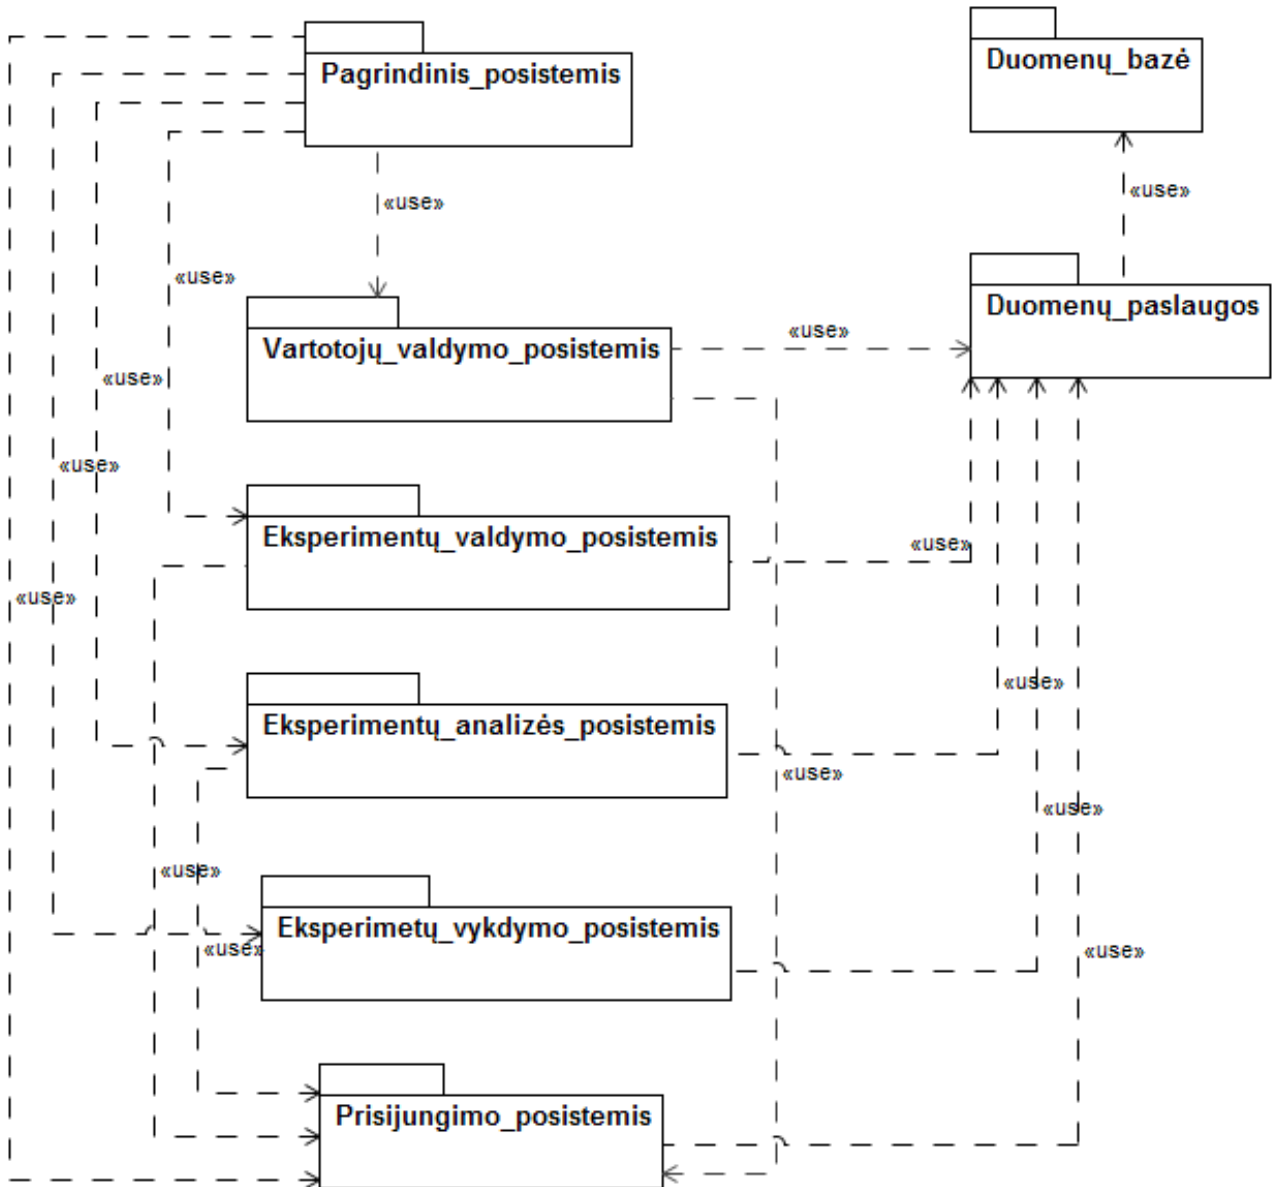 Pagrindinis_posistemis
Duomenų_bazė
«use»
«use»
«use»
Duomenų_paslaugos
«use»
Vartotojų_valdymo_posistemis
«use»
«use»
Eksperimentų_valdymo_posistemis
«use»
«use»
«use»
Eksperimentų_analizės_posistemis
«use»
«use»
«use»
Eksperimetų_vykdymo_posistemis
«use»
«use»
Prisijungimo_posistemis